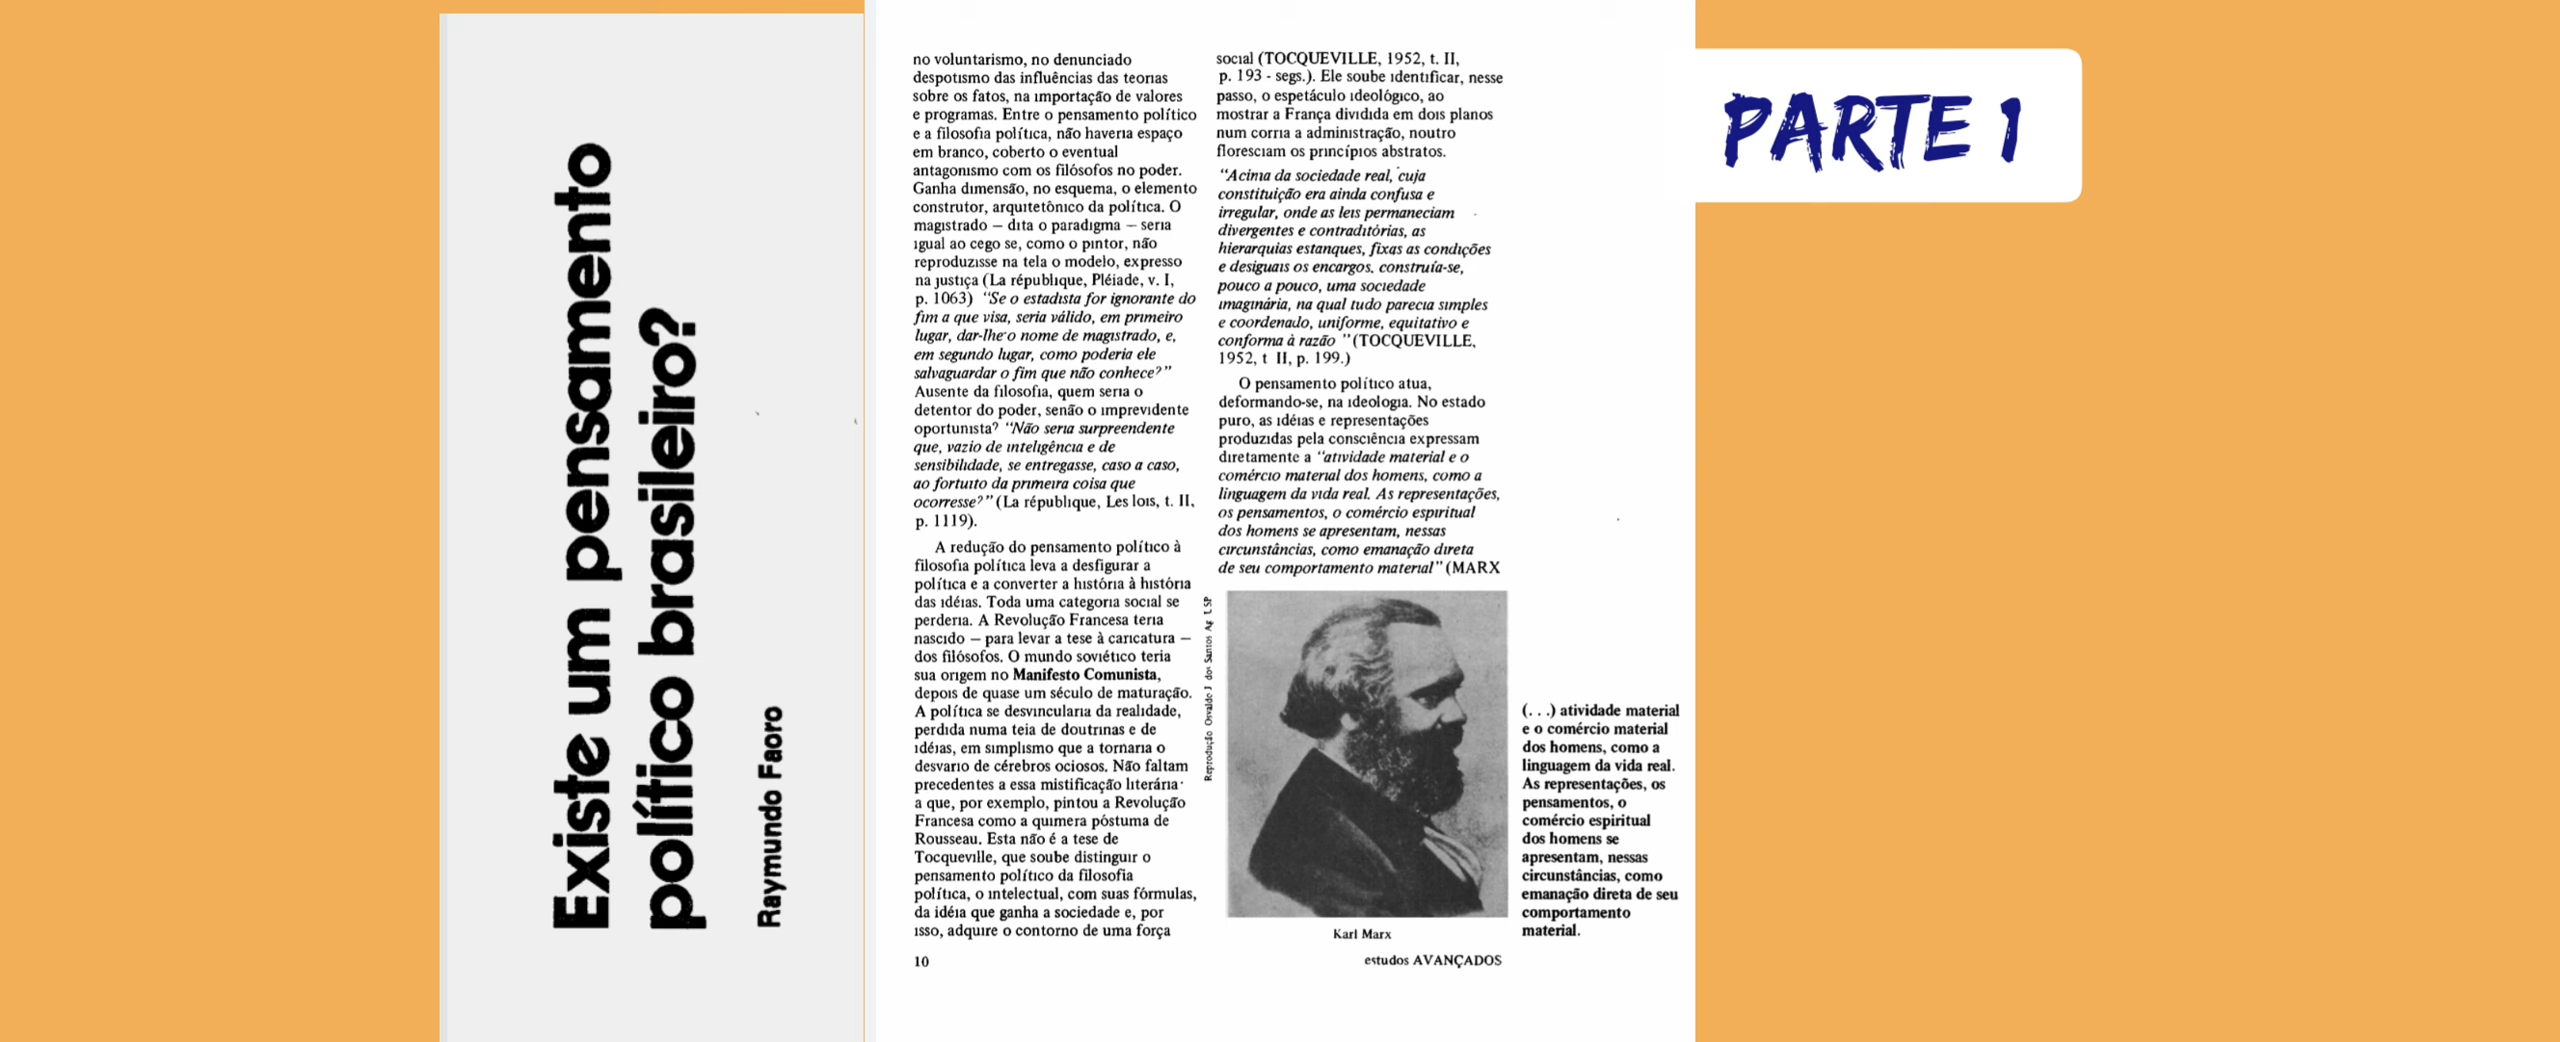 Existe um pensamento
político brasileiro?
Raymundo Faoro
no voluntarismo, no denunciado
despotismo das influências das teorias
sobre os fatos, na importação de valores
e programas. Entre o pensamento político
e a filosofia política, não haveria espaço
em branco, coberto o eventual
antagonismo com os filósofos no poder.
Ganha dimensão, no esquema, o elemento
construtor, arquitetônico da política. O
magistrado — dita o paradigma — seria
igual ao cego se, como o pintor, não
reproduzisse na tela o modelo, expresso
na justiça (La république, Pléiade, v. I,
p. 1063) "Se o estadista for ignorante do
fim a que visa, seria válido, em primeiro
lugar, dar-lhe o nome de magistrado, e,
em segundo lugar, como poderia ele
salvaguardar o fim que não conhece?"
Ausente da filosofia, quem seria o
detentor do poder, senão o imprevidente
oportunista? "Não seria surpreendente
que, vazio de inteligência e de
sensibilidade, se entregasse, caso a caso,
ao fortuito da primeira coisa que
ocorresse?" (La république, Les lois, t. II,
p. 1119).
A redução do pensamento político à
filosofia política leva a desfigurar a
política e a converter a história à história
das idéias. Toda uma categoria social se
perderia. A Revolução Francesa teria
nascido — para levar a tese à caricatura —
dos filósofos. O mundo soviético teria
sua origem no Manifesto Comunista,
depois de quase um século de maturação.
A política se desvincularia da realidade,
perdida numa teia de doutrinas e de
idéias, em simplismo que a tornaria o
desvario de cérebros ociosos. Não faltam
precedentes a essa mistificação literária·
a que, por exemplo, pintou a Revolução
Francesa como a quimera póstuma de
Rousseau. Esta não é a tese de
Tocqueville, que soube distinguir o
pensamento político da filosofia
política, o intelectual, com suas fórmulas,
da idéia que ganha a sociedade e, por
isso, adquire o contorno de uma força
10
social (TOCQUEVILLE, 1952, t. II,
p. 193 - segs.). Ele soube identificar, nesse
passo, o espetáculo ideológico, ao
mostrar a França dividida em dois planos
num corria a administração, noutro
floresciam os princípios abstratos.
"Acima da sociedade real, cuja
constituição era ainda confusa e
irregular, onde as leis permaneciam
divergentes e contraditórias, as
hierarquias estanques, fixas as condições
e desiguais os encargos, construía-se,
pouco a pouco, uma sociedade
imaginária, na qual tudo parecia simples
e coordenado, uniforme, equitativo e
conforma à razão " (TOCQUEVILLE,
1952, t II, p. 199.)
O pensamento político atua,
deformando-se, na ideologia. No estado
puro, as idéias e representações
produzidas pela consciência expressam
diretamente a "atividade material e o
comércio material dos homens, como a
linguagem da vida real. As representações,
os pensamentos, o comércio espiritual
dos homens se apresentam, nessas
circunstâncias, como emanação direta
de seu comportamento material" (MARX
Reprodução Osvaldo J dos Santos Ag USP
Karl Marx
estudos AVANÇADOS
(. . .) atividade material
e o comércio material
dos homens, como a
linguagem da vida real.
As representações, os
pensamentos, o
comércio espiritual
dos homens se
apresentam, nessas
circunstâncias, como
emanação direta de seu
comportamento
material.
PARTE 1